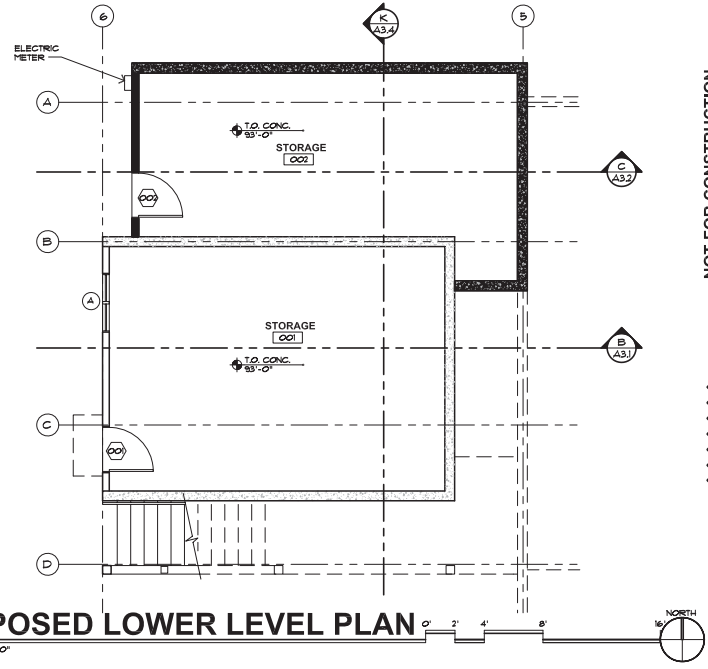 6
K
A3.4
5
ELECTRIC
METER
A
T.O. CONC.
93'-0"
STORAGE
002
C
A3.2
002
B
A
STORAGE
001
T.O. CONC.
93'-0"
B
A3.1
C
001
D
NOT FOR CONSTRUCTION
POSED LOWER LEVEL PLAN
0' 2' 4' 8' 16'
NORTH
0"